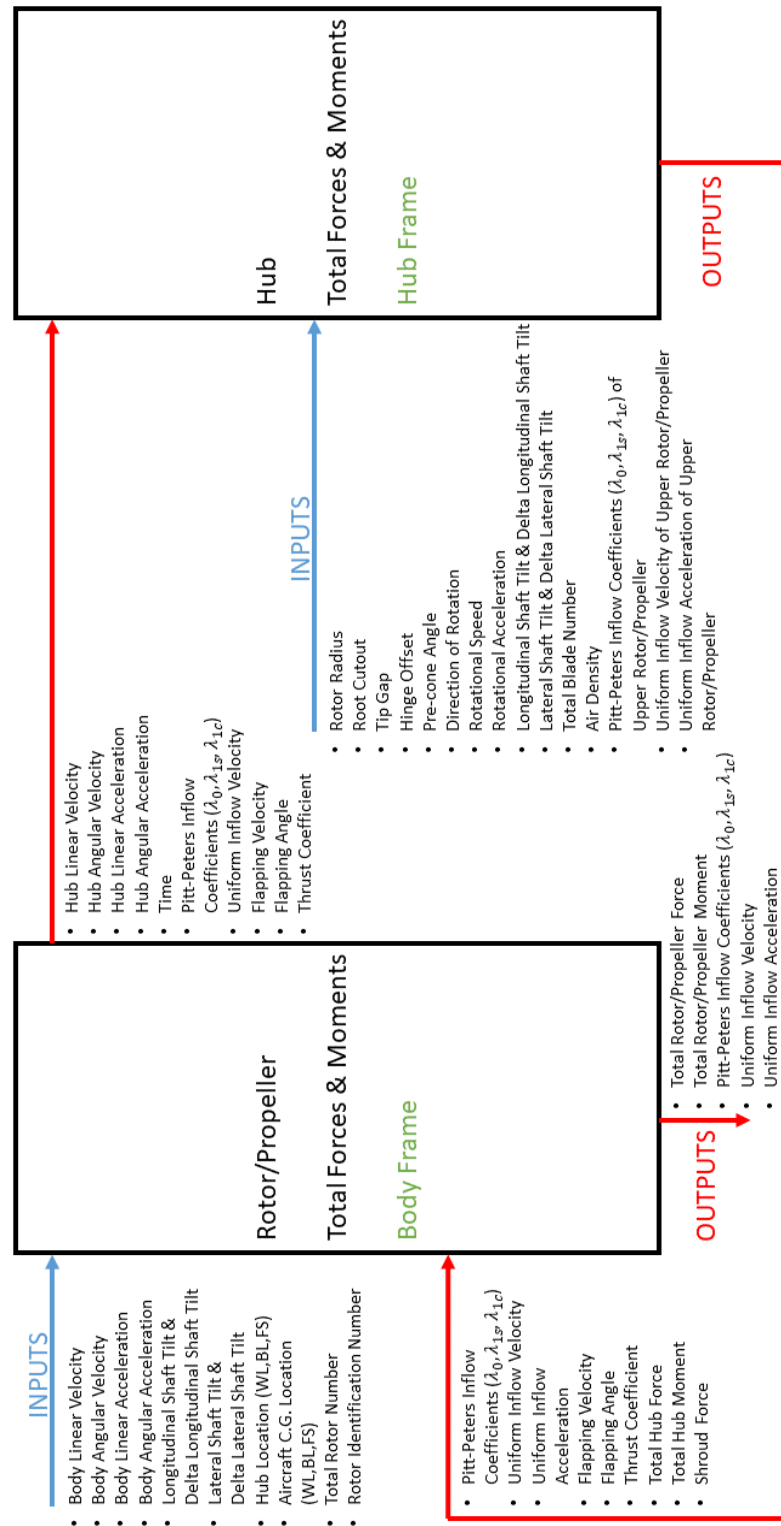 INPUTS
• Body Linear Velocity
• Body Angular Velocity
• Body Linear Acceleration
• Body Angular Acceleration
• Longitudinal Shaft Tilt &
Delta Longitudinal Shaft Tilt
• Lateral Shaft Tilt &
Delta Lateral Shaft Tilt
• Hub Location (WL,BL,FS)
• Aircraft C.G. Location
(WL,BL,FS)
• Total Rotor Number
• Rotor Identification Number
• Pitt-Peters Inflow
Coefficients (λ0, λ1s, λ1c)
• Uniform Inflow Velocity
• Uniform Inflow
Acceleration
• Flapping Velocity
• Flapping Angle
• Thrust Coefficient
• Total Hub Force
• Total Hub Moment
• Shroud Force
Rotor/Propeller
Total Forces & Moments
Body Frame
OUTPUTS
• Total Rotor/Propeller Force
• Total Rotor/Propeller Moment
• Pitt-Peters Inflow Coefficients (λ0, λ1s, λ1c)
• Uniform Inflow Velocity
• Uniform Inflow Acceleration
• Hub Linear Velocity
• Hub Angular Velocity
• Hub Linear Acceleration
• Hub Angular Acceleration
• Time
• Pitt-Peters Inflow
Coefficients (λ0, λ1s, λ1c)
• Uniform Inflow Velocity
• Flapping Velocity
• Flapping Angle
• Thrust Coefficient
INPUTS
• Rotor Radius
• Root Cutout
• Tip Gap
• Hinge Offset
• Pre-cone Angle
• Direction of Rotation
• Rotational Speed
• Rotational Acceleration
• Longitudinal Shaft Tilt & Delta Longitudinal Shaft Tilt
• Lateral Shaft Tilt & Delta Lateral Shaft Tilt
• Total Blade Number
• Air Density
• Pitt-Peters Inflow Coefficients (λ0, λ1s, λ1c) of
Upper Rotor/Propeller
• Uniform Inflow Velocity of Upper Rotor/Propeller
• Uniform Inflow Acceleration of Upper
Rotor/Propeller
Hub
Total Forces & Moments
Hub Frame
OUTPUTS